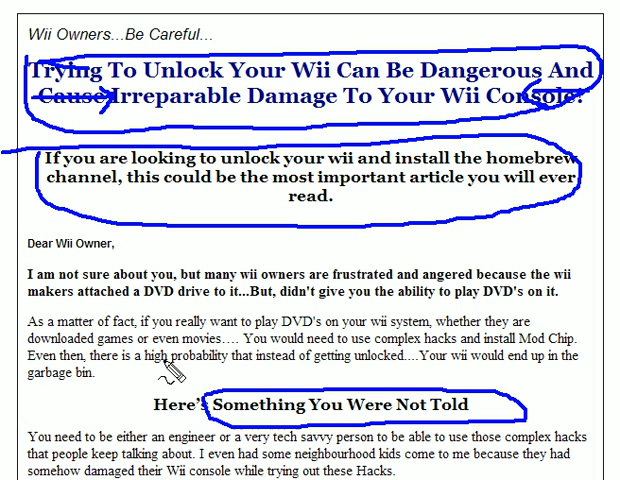 Wii Owners...Be Careful...
Trying To Unlock Your Wii Can Be Dangerous And
Cause Irreparable Damage To Your Wii Console!
If you are looking to unlock your wii and install the homebrew
channel, this could be the most important article you will ever
read.
Dear Wii Owner,
I am not sure about you, but many wii owners are frustrated and angered because the wii
makers attached a DVD drive to it...But, didn't give you the ability to play DVD's on it.
As a matter of fact, if you really want to play DVD's on your wii system, whether they are
downloaded games or even movies.... You would need to use complex hacks and install Mod Chip.
Even then, there is a high probability that instead of getting unlocked....Your wii would end up in the
garbage bin.
Here's Something You Were Not Told
You need to be either an engineer or a very tech savvy person to be able to use those complex hacks
that people keep talking about. I even had some neighbourhood kids come to me because they had
somehow damaged their Wii console while trying out these Hacks.